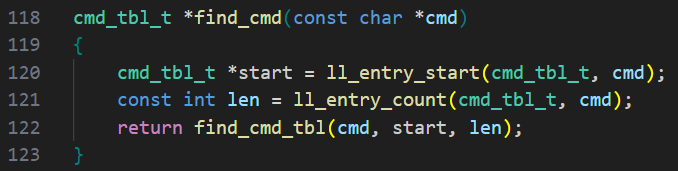 118 cmd_tbl_t *find_cmd(const char *cmd)
119 {
120     cmd_tbl_t *start = ll_entry_start(cmd_tbl_t, cmd);
121     const int len = ll_entry_count(cmd_tbl_t, cmd);
122     return find_cmd_tbl(cmd, start, len);
123 }